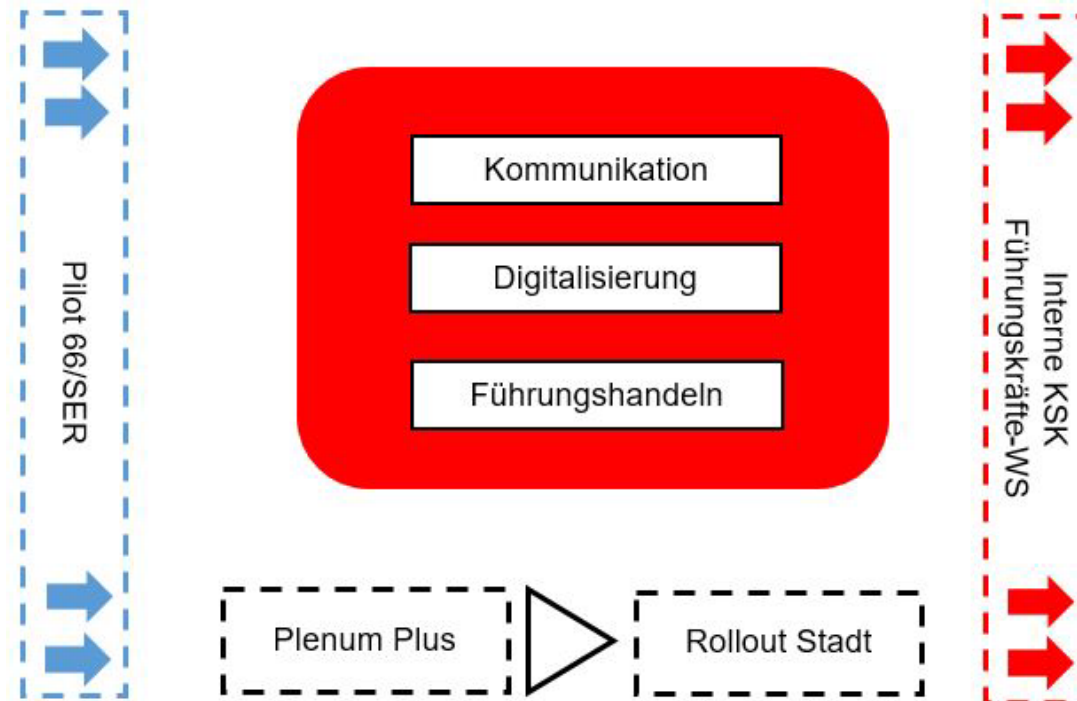 Pilot 66/SER
Kommunikation
Digitalisierung
Führungshandeln
Plenum Plus
Rollout Stadt
Interne KSK
Führungskräfte-WS